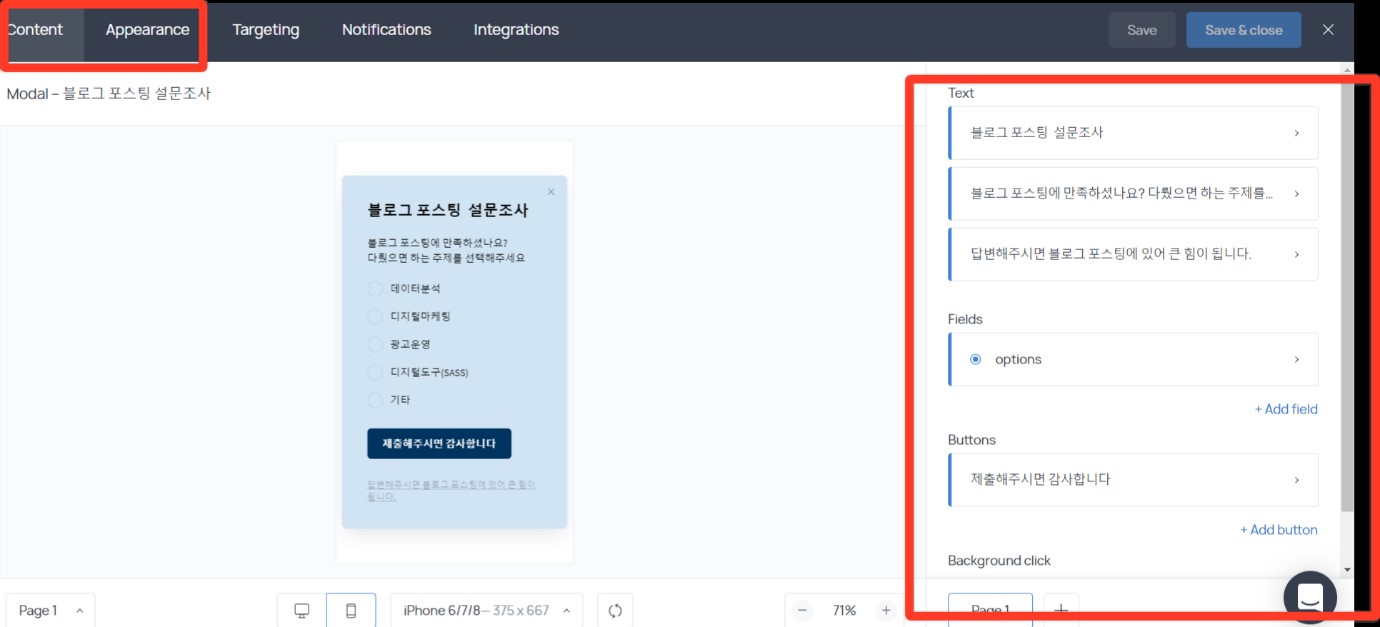 Content Appearance Targeting Notifications Integrations Save Save & close
Modal – 블로그 포스팅 설문조사
블로그 포스팅 설문조사
블로그 포스팅에 만족하셨나요?
다뤘으면 하는 주제를 선택해주세요
데이터분석
디지털마케팅
광고운영
디지털도구(SASS)
기타
제출해주시면 감사합니다
답변해주시면 블로그 포스팅에 있어 큰 힘이
됩니다.
Text
블로그 포스팅 설문조사
블로그 포스팅에 만족하셨나요? 다뤘으면 하는 주제를...
답변해주시면 블로그 포스팅에 있어 큰 힘이 됩니다.
Fields
options
+ Add field
Buttons
제출해주시면 감사합니다
+ Add button
Background click
Page 1 iPhone 6/7/8– 375 x 667 71% Page 1